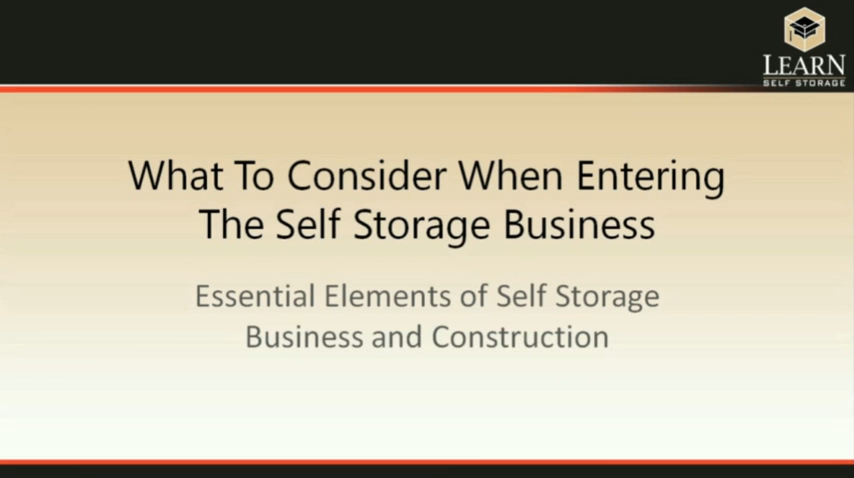 LEARN
SELF STORAGE
What To Consider When Entering
The Self Storage Business
Essential Elements of Self Storage
Business and Construction